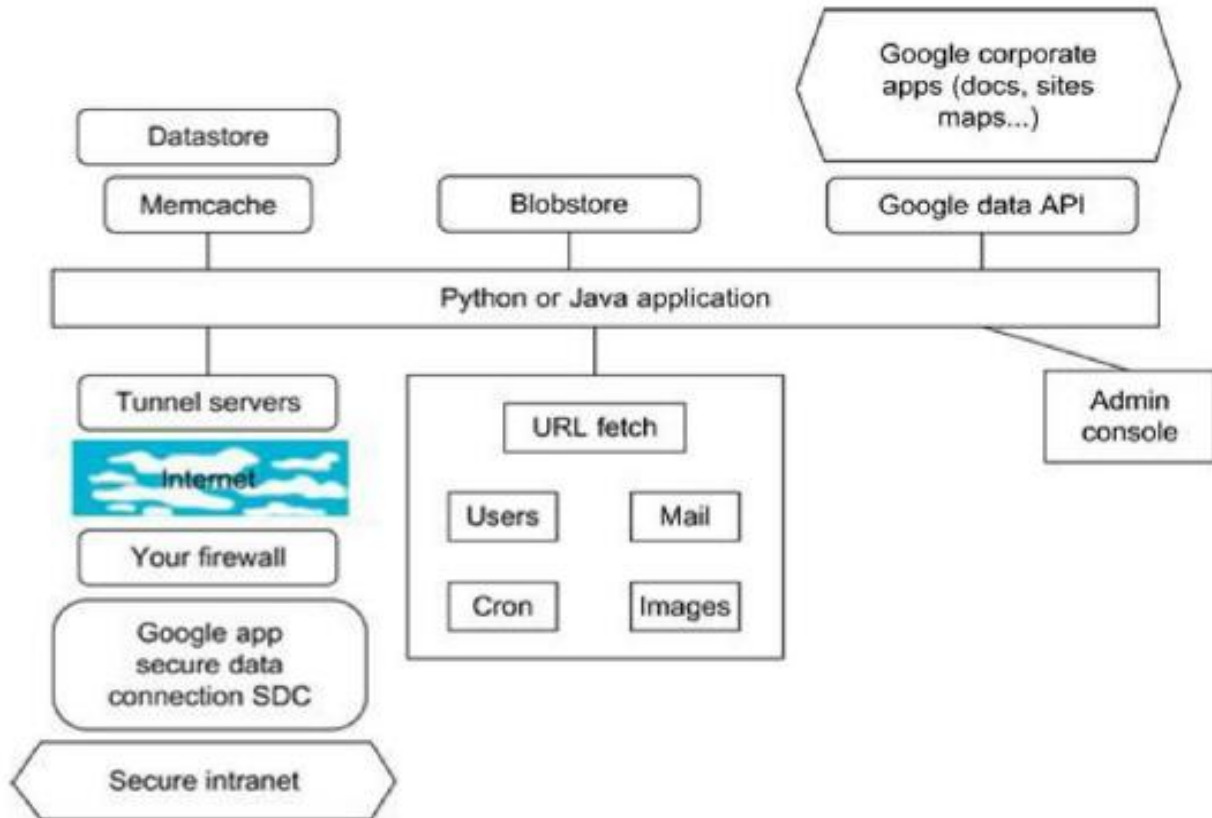 Google corporate
apps (docs, sites
maps...)
Datastore
Memcache
Blobstore
Google data API
Python or Java application
Tunnel servers
Internet
Your firewall
Google app
secure data
connection SDC
Secure intranet
URL fetch
Users
Mail
Cron
Images
Admin
console